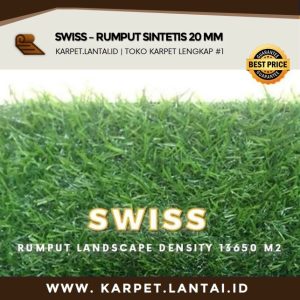 SWISS – RUMPUT SINTETIS 20 MM
KARPET.LANTAI.ID | TOKO KARPET LENGKAP #1
GUARANTEE
BEST PRICE
GUARANTEE
SWISS
RUMPUT LANDSCAPE DENSITY 13650 M2
WWW. KARPET.LANTAI.ID